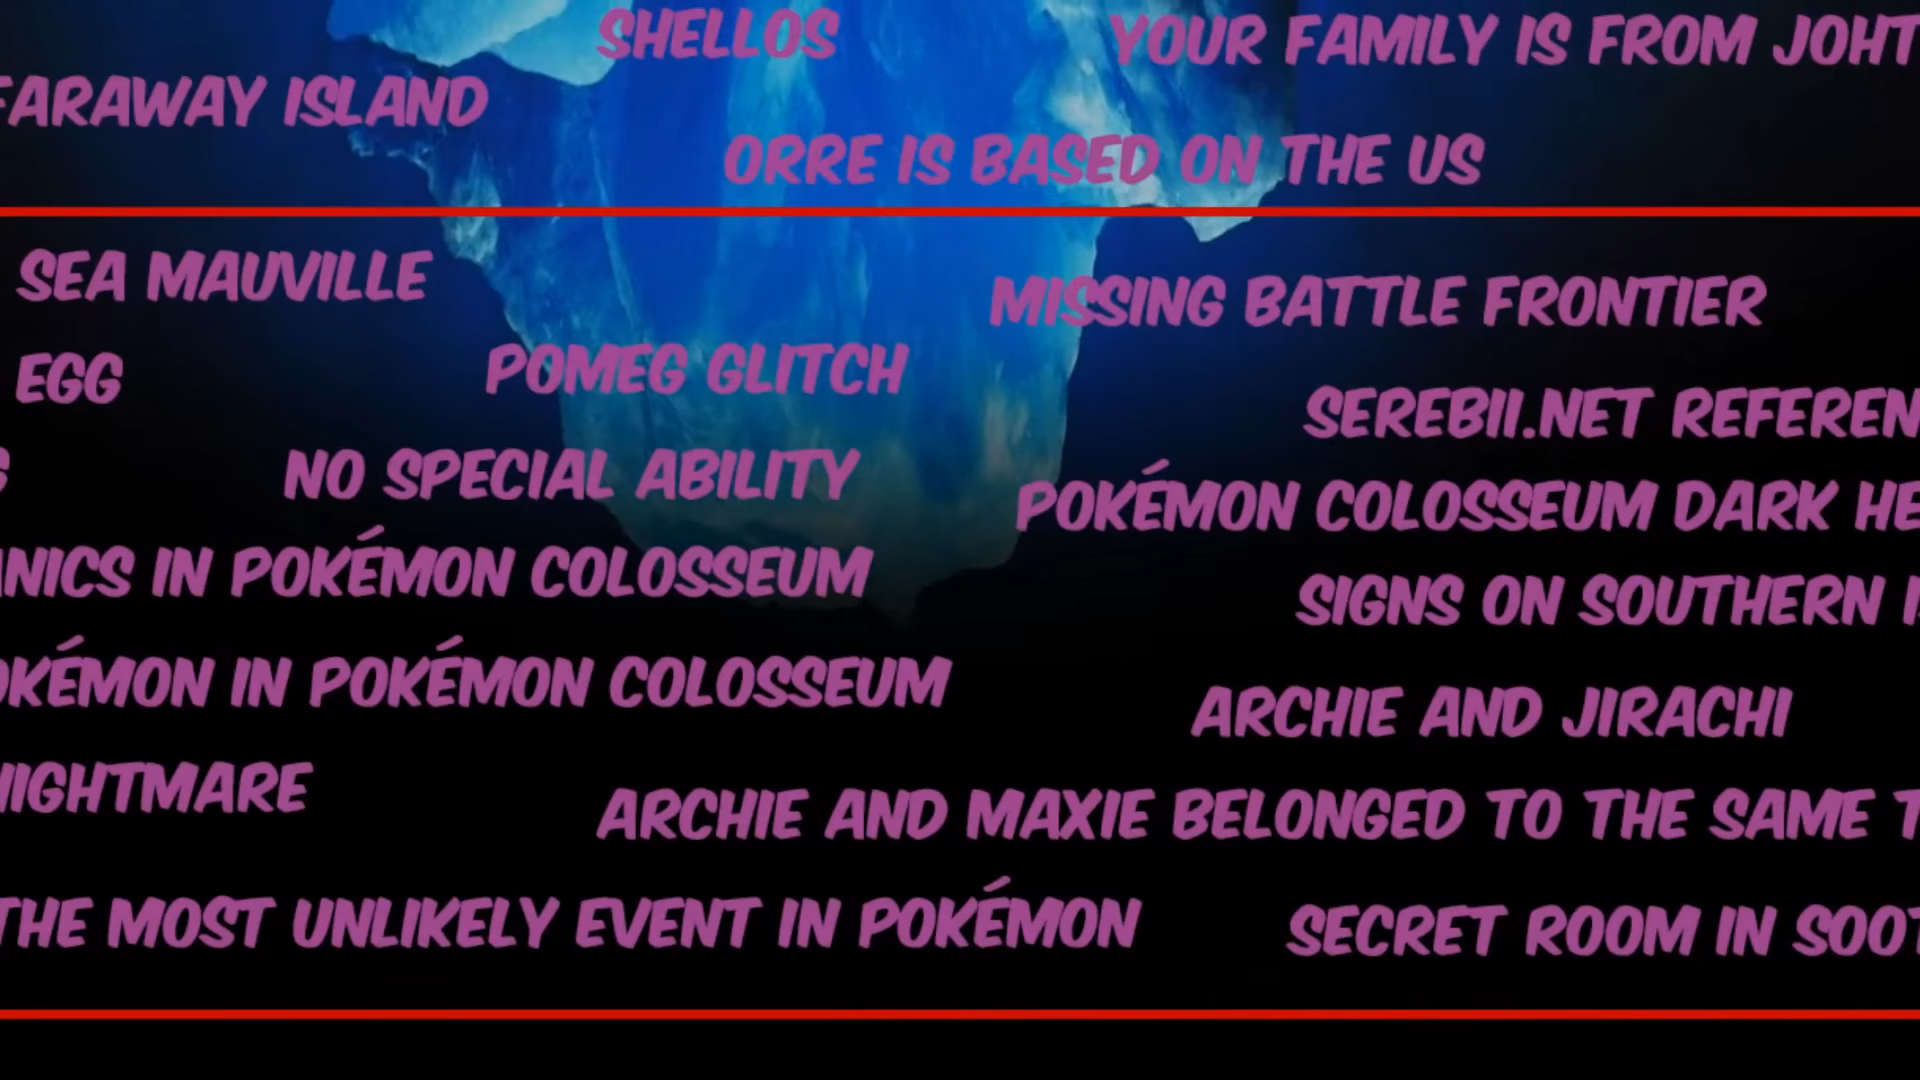 SHELLOS
YOUR FAMILY IS FROM JOHT
FARAWAY ISLAND
ORRE IS BASED ON THE US
SEA MAUVILLE
MISSING BATTLE FRONTIER
EGG
POMEG GLITCH
SEREBII.NET REFEREN
NO SPECIAL ABILITY
POKÉMON COLOSSEUM DARK HE
NICS IN POKÉMON COLOSSEUM
SIGNS ON SOUTHERN
OKÉMON IN POKÉMON COLOSSEUM
ARCHIE AND JIRACHI
NIGHTMARE
ARCHIE AND MAXIE BELONGED TO THE SAME T
THE MOST UNLIKELY EVENT IN POKÉMON
SECRET ROOM IN SOOT